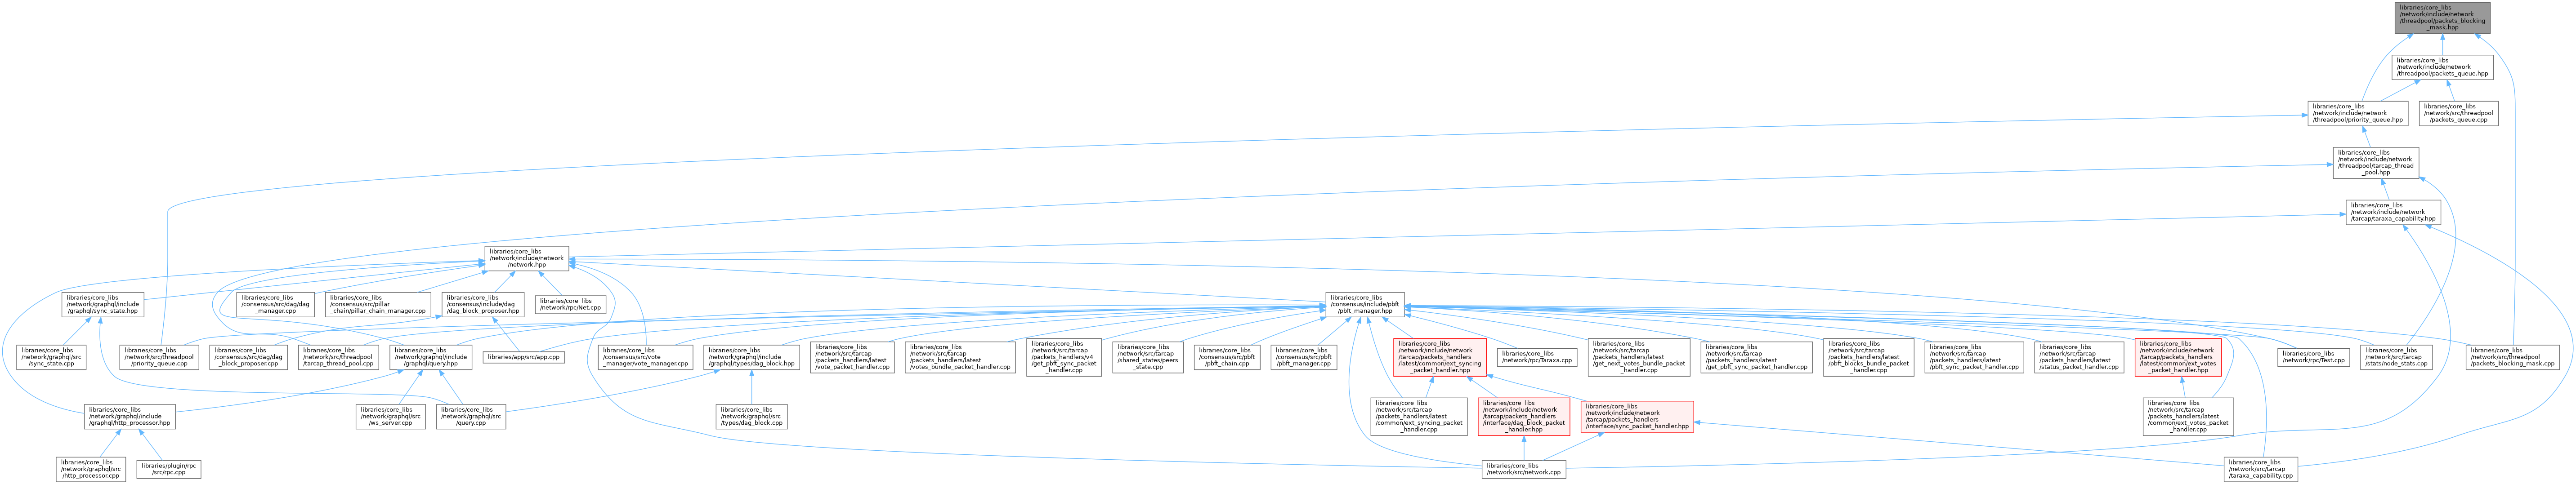 libraries/core_libs
/network/include/network
/threadpool/packets_blocking
_mask.hpp
libraries/core_libs
/network/include/network
/threadpool/packets_queue.hpp
libraries/core_libs
/network/include/network
/threadpool/priority_queue.hpp
libraries/core_libs
/network/src/threadpool
/packets_queue.cpp
libraries/core_libs
/network/include/network
/threadpool/tarcap_thread
_pool.hpp
libraries/core_libs
/network/include/network
/tarcap/taraxa_capability.hpp
libraries/core_libs
/network/include/network
/network.hpp
libraries/core_libs
/network/graphql/include
/graphql/sync_state.hpp
libraries/core_libs
/consensus/src/dag/dag
_manager.cpp
libraries/core_libs
/consensus/src/pillar
_chain/pillar_chain_manager.cpp
libraries/core_libs
/consensus/include/dag
/dag_block_proposer.hpp
libraries/core_libs
/network/rpc/Net.cpp
libraries/core_libs
/consensus/include/pbft
/pbft_manager.hpp
libraries/core_libs
/network/graphql/src
/sync_state.cpp
libraries/core_libs
/network/src/threadpool
/priority_queue.cpp
libraries/core_libs
/consensus/src/dag/dag
_block_proposer.cpp
libraries/core_libs
/network/src/threadpool
/tarcap_thread_pool.cpp
libraries/core_libs
/network/graphql/include
/graphql/query.hpp
libraries/app/src/app.cpp
libraries/core_libs
/consensus/src/vote
_manager/vote_manager.cpp
libraries/core_libs
/network/graphql/include
/graphql/types/dag_block.hpp
libraries/core_libs
/network/src/tarcap
/packets_handlers/latest
/vote_packet_handler.cpp
libraries/core_libs
/network/src/tarcap
/packets_handlers/latest
/votes_bundle_packet_handler.cpp
libraries/core_libs
/network/src/tarcap
/packets_handlers/v4
/get_pbft_sync_packet
_handler.cpp
libraries/core_libs
/network/src/tarcap
/shared_states/peers
_state.cpp
libraries/core_libs
/consensus/src/pbft
/pbft_chain.cpp
libraries/core_libs
/consensus/src/pbft
/pbft_manager.cpp
libraries/core_libs
/network/include/network
/tarcap/packets_handlers
/latest/common/ext_syncing
_packet_handler.hpp
libraries/core_libs
/network/rpc/Taraxa.cpp
libraries/core_libs
/network/src/tarcap
/packets_handlers/latest
/get_next_votes_bundle_packet
_handler.cpp
libraries/core_libs
/network/src/tarcap
/packets_handlers/latest
/get_pbft_sync_packet_handler.cpp
libraries/core_libs
/network/src/tarcap
/packets_handlers/latest
/pbft_blocks_bundle_packet
_handler.cpp
libraries/core_libs
/network/src/tarcap
/packets_handlers/latest
/pbft_sync_packet_handler.cpp
libraries/core_libs
/network/src/tarcap
/packets_handlers/latest
/status_packet_handler.cpp
libraries/core_libs
/network/include/network
/tarcap/packets_handlers
/latest/common/ext_votes
_packet_handler.hpp
libraries/core_libs
/network/rpc/Test.cpp
libraries/core_libs
/network/src/tarcap
/stats/node_stats.cpp
libraries/core_libs
/network/src/threadpool
/packets_blocking_mask.cpp
libraries/core_libs
/network/graphql/include
/graphql/http_processor.hpp
libraries/core_libs
/network/graphql/src
/ws_server.cpp
libraries/core_libs
/network/graphql/src
/query.cpp
libraries/core_libs
/network/graphql/src
/types/dag_block.cpp
libraries/core_libs
/network/src/tarcap
/packets_handlers/latest
/common/ext_syncing_packet
_handler.cpp
libraries/core_libs
/network/include/network
/tarcap/packets_handlers
/interface/dag_block_packet
_handler.hpp
libraries/core_libs
/network/include/network
/tarcap/packets_handlers
/interface/sync_packet_handler.hpp
libraries/core_libs
/network/src/tarcap
/packets_handlers/latest
/common/ext_votes_packet
_handler.cpp
libraries/core_libs
/network/graphql/src
/http_processor.cpp
libraries/plugin/rpc
/src/rpc.cpp
libraries/core_libs
/network/src/network.cpp
libraries/core_libs
/network/src/tarcap
/taraxa_capability.cpp